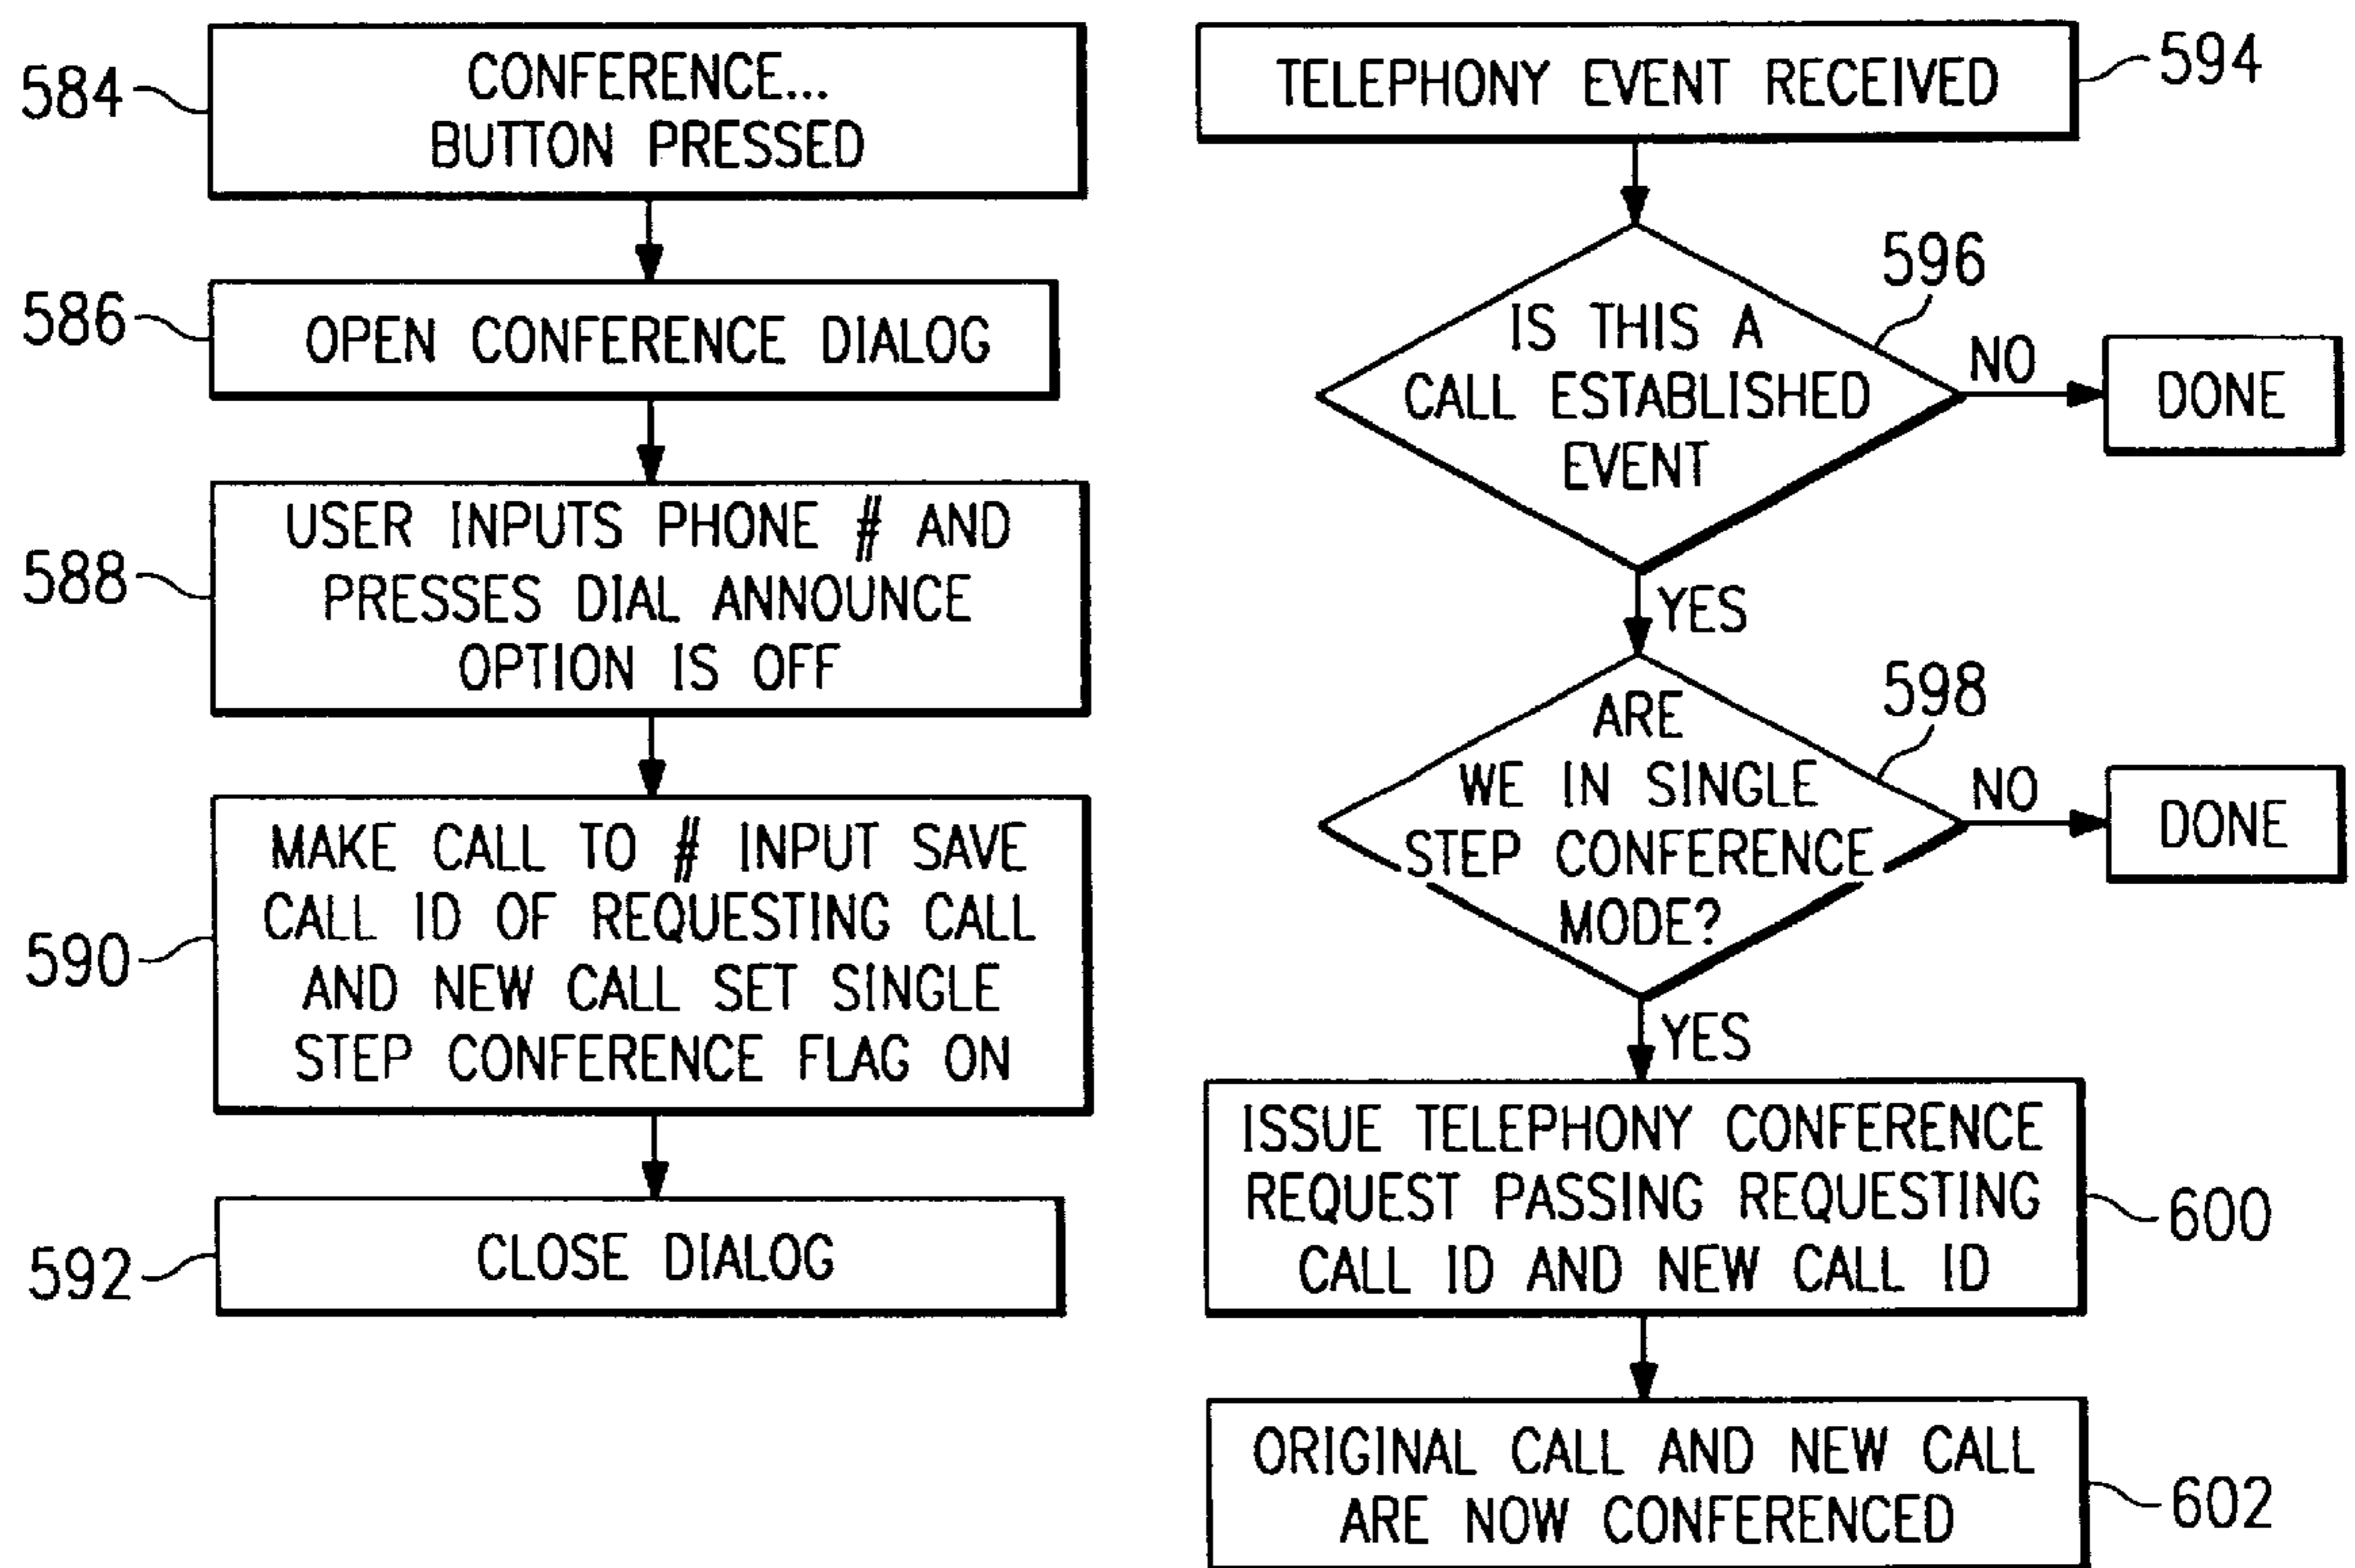 584
CONFERENCE...
BUTTON PRESSED
586
OPEN CONFERENCE DIALOG
588
USER INPUTS PHONE # AND
PRESSES DIAL ANNOUNCE
OPTION IS OFF
590
MAKE CALL TO # INPUT SAVE
CALL ID OF REQUESTING CALL
AND NEW CALL SET SINGLE
STEP CONFERENCE FLAG ON
592
CLOSE DIALOG
TELEPHONY EVENT RECEIVED
594
596
IS THIS A
CALL ESTABLISHED
EVENT
NO
DONE
YES
598
ARE
WE IN SINGLE
STEP CONFERENCE
MODE?
NO
DONE
YES
ISSUE TELEPHONY CONFERENCE
REQUEST PASSING REQUESTING
CALL ID AND NEW CALL ID
600
ORIGINAL CALL AND NEW CALL
ARE NOW CONFERENCED
602